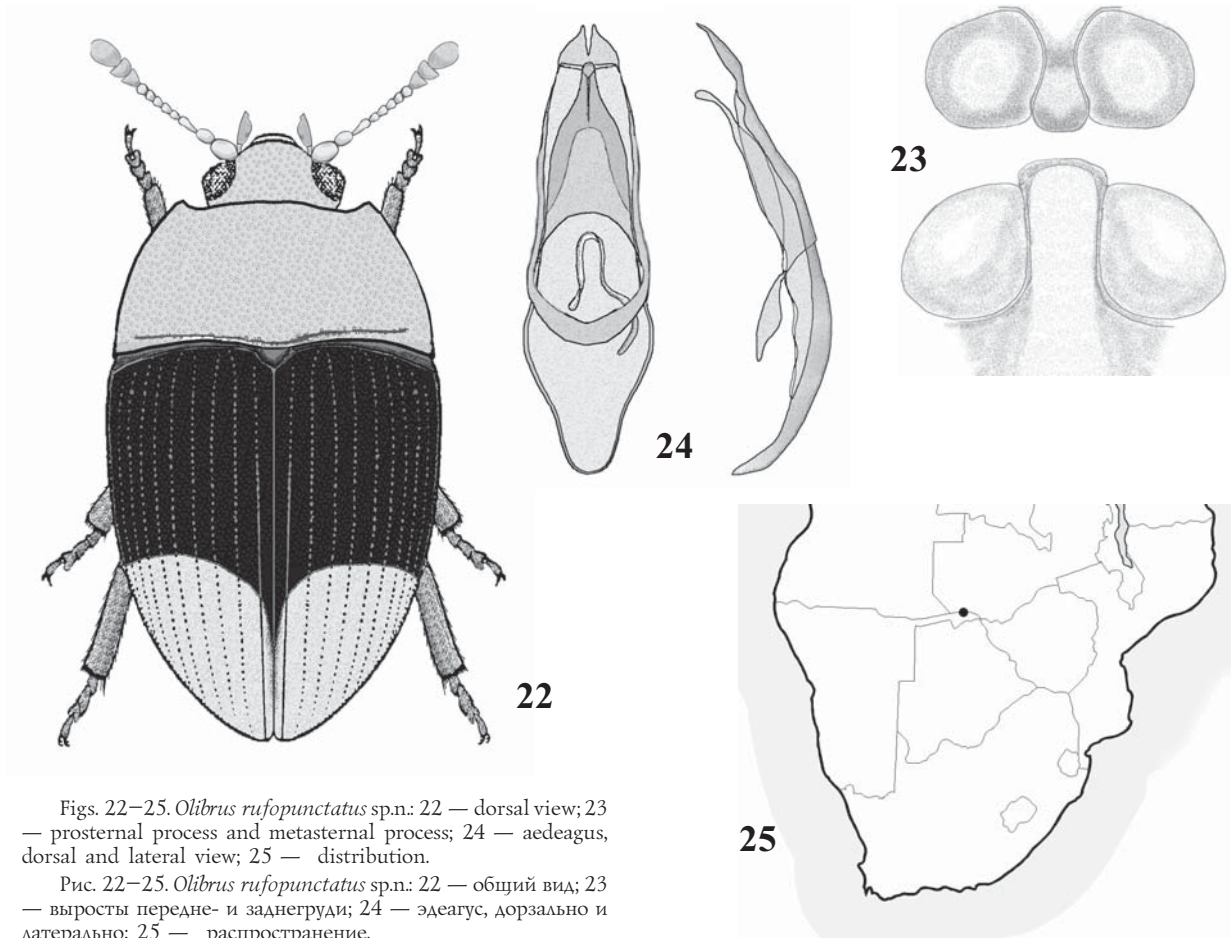 23
24
22
25
Figs. 22–25. Olibrus rufopunctatus sp.n.: 22 — dorsal view; 23
— prosternal process and metasternal process; 24 — aedeagus,
dorsal and lateral view; 25 — distribution.
Рис. 22–25. Olibrus rufopunctatus sp.n.: 22 — общий вид; 23
— выросты передне- и заднегруди; 24 — эдеагус, дорзально и
латерально; 25 — распространение.